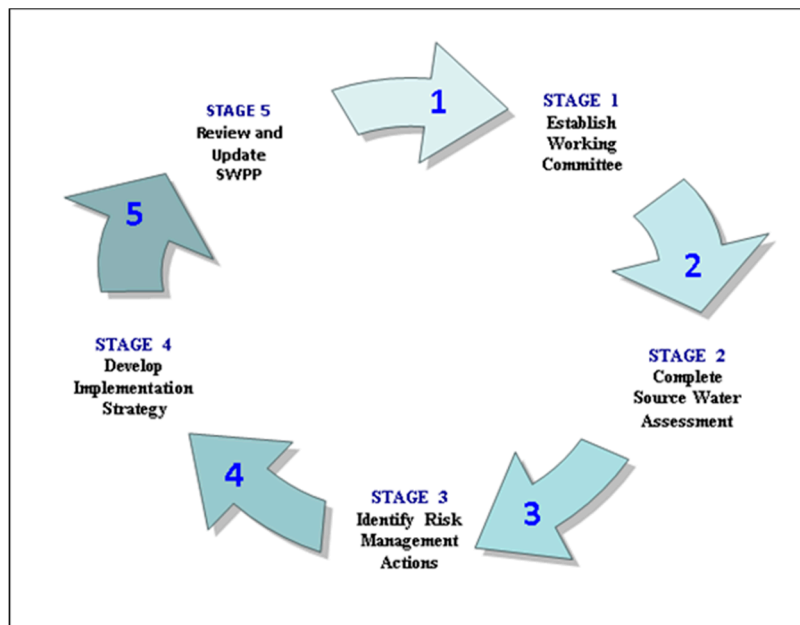 1
STAGE 1
Establish
Working
Committee
2
STAGE 2
Complete
Source Water
Assessment
3
STAGE 3
Identify Risk
Management
Actions
4
STAGE 4
Develop
Implementation
Strategy
5
STAGE 5
Review and
Update
SWPP